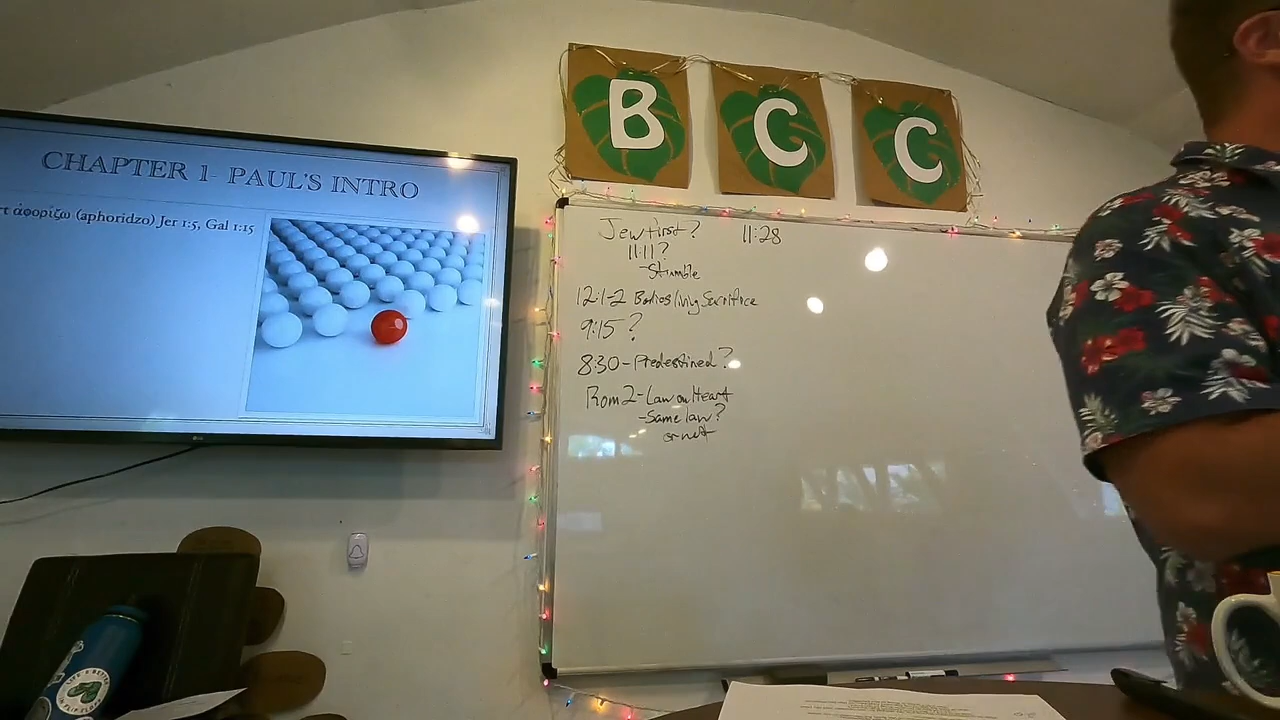 CHAPTER 1- PAUL'S INTRO
ἀφορίζω (aphoridzo) Jer 1:5, Gal 1:15
B C C
Jew first? 11:28
11:11?
-Stumble
12:1-2 Bodies living Sacrifice
9:15?
8:30-Predestined?
Rom 2-Law on Heart
-Same law?
or not
LG